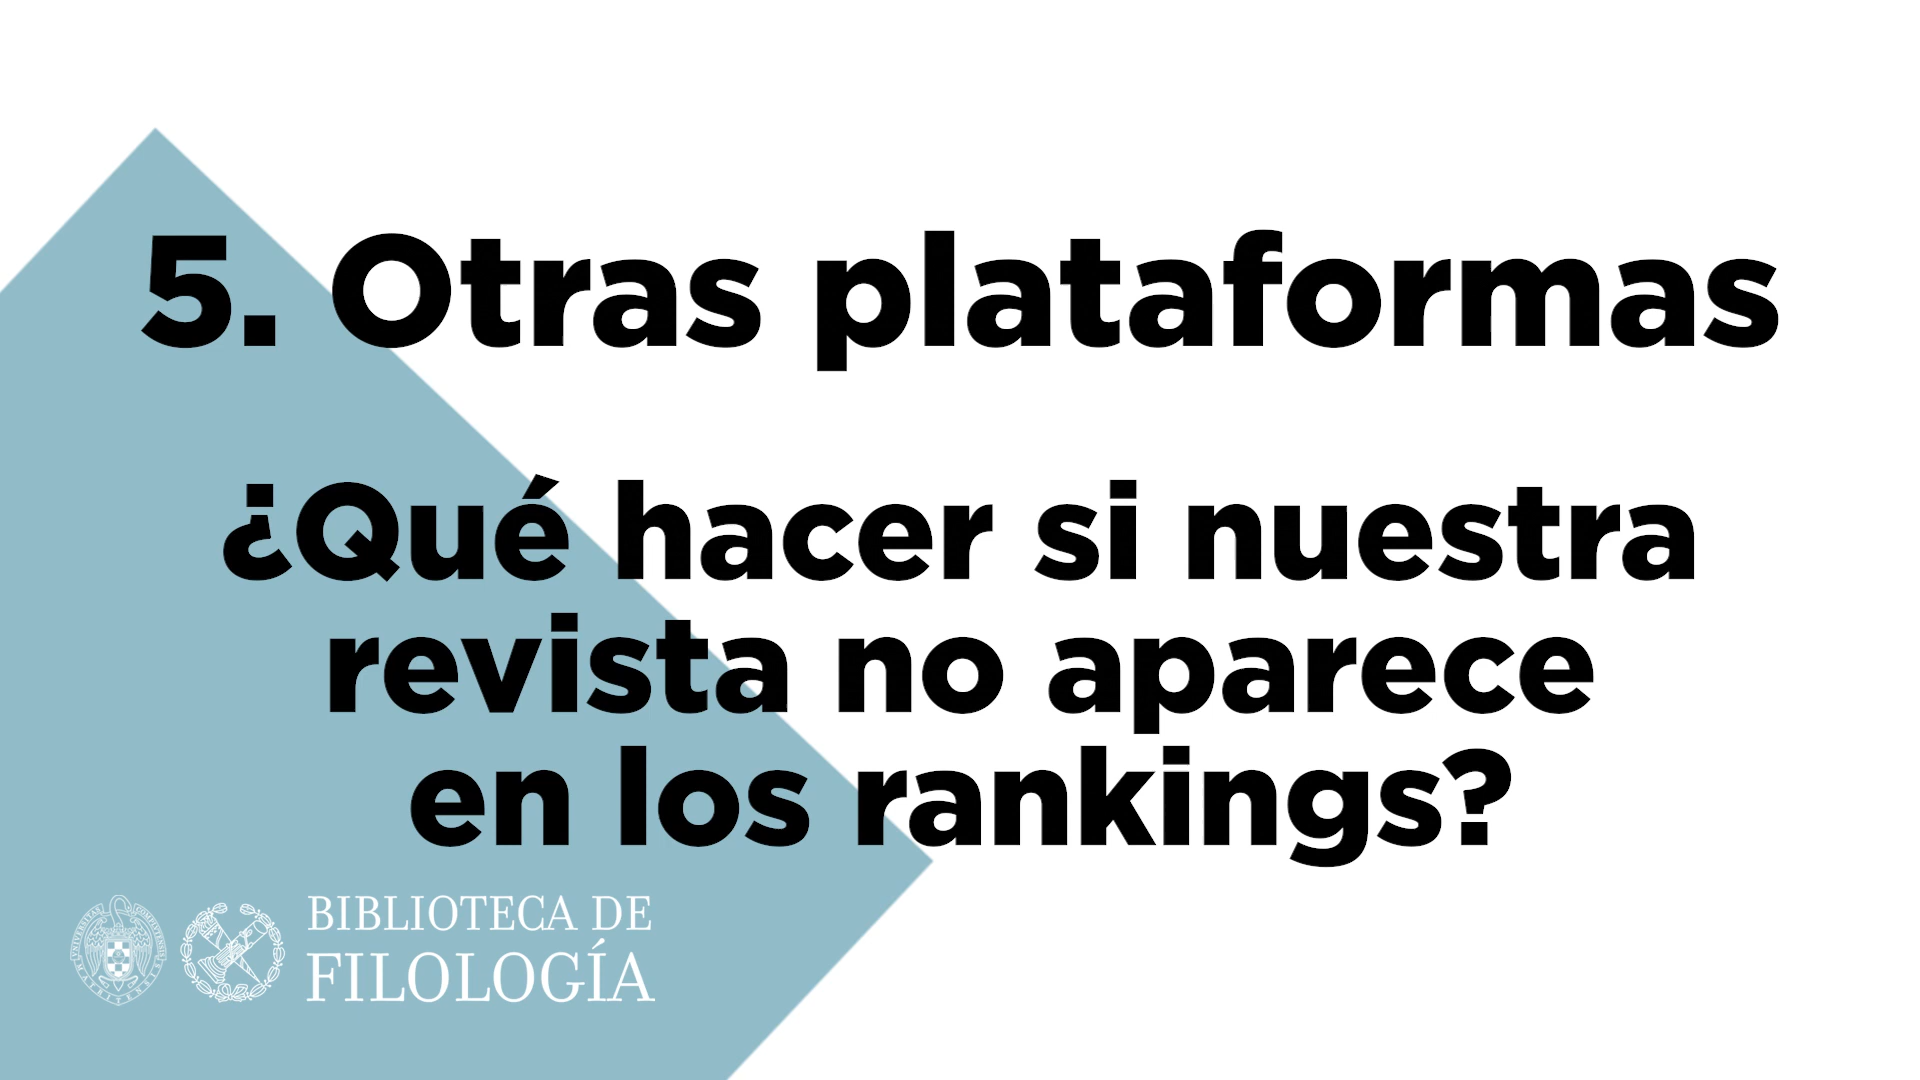 5. Otras plataformas
¿Qué hacer si nuestra
revista no aparece
en los rankings?
BIBLIOTECA DE
FILOLOGÍA